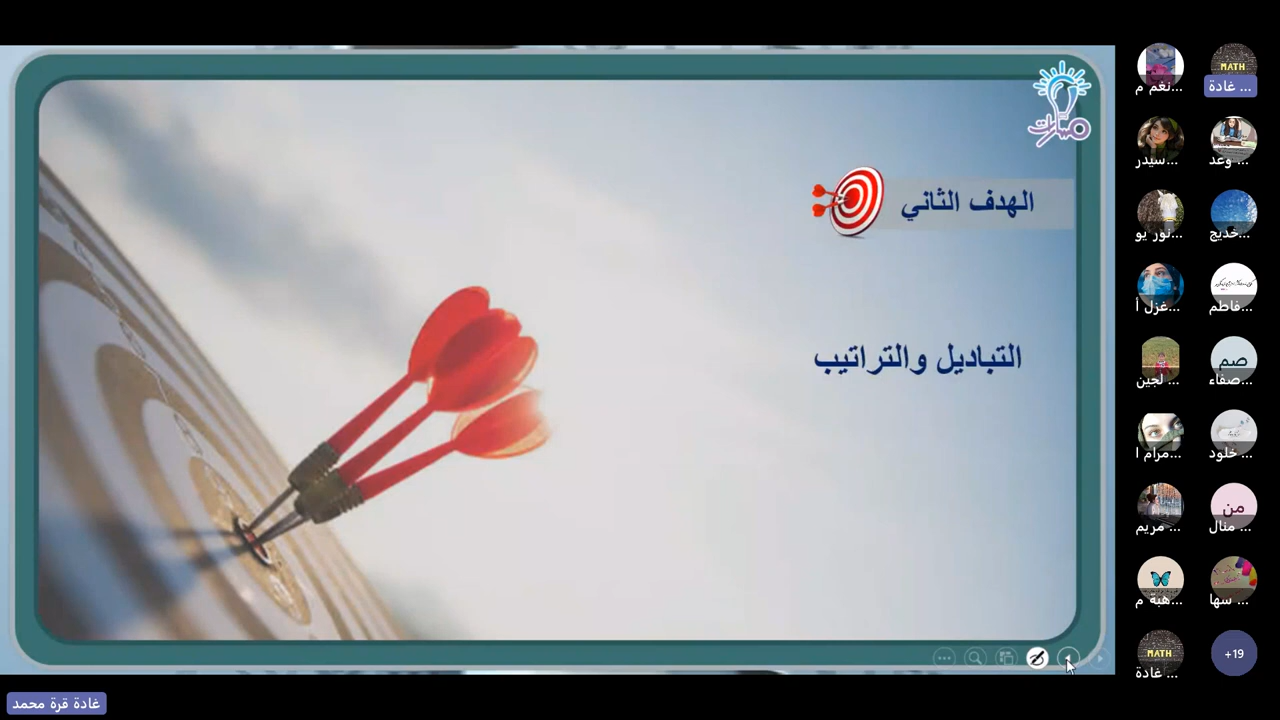 مهارات
الهدف الثاني
التباديل والتراتيب
نغم م...
غادة ...
MATH
سيدر...
وعد ...
نور يو...
خديج...
غزل أ...
فاطم...
لجين ...
صم
صفاء...
مرام ا...
خلود ...
مريم ...
من
منال ...
هبة م...
سها ...
MATH
غادة ...
+19
غادة قرة محمد